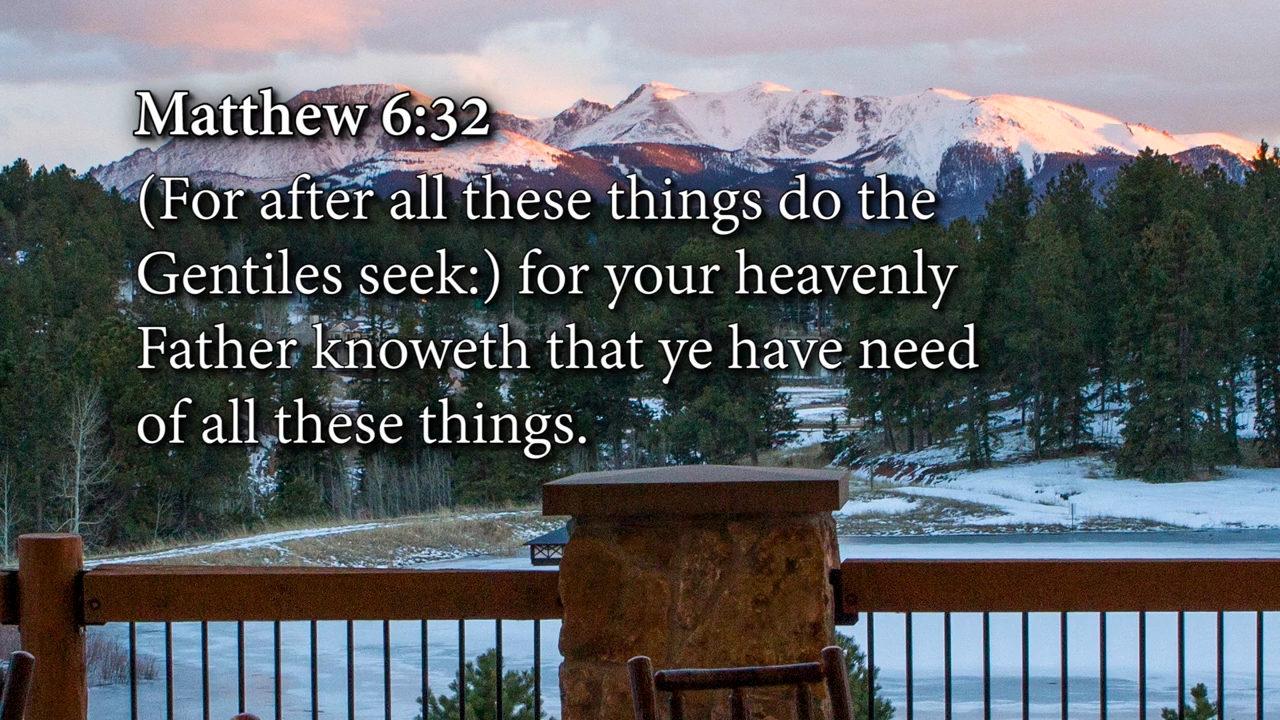 Matthew 6:32
(For after all these things do the
Gentiles seek:) for your heavenly
Father knoweth that ye have need
of all these things.